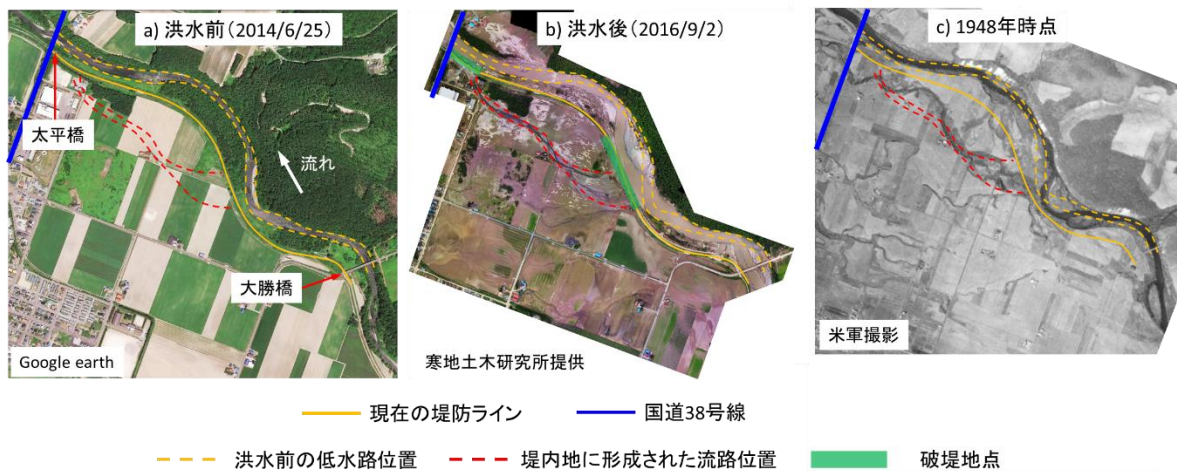 a) 洪水前(2014/6/25)
太平橋
流れ
大勝橋
Google earth
b) 洪水後(2016/9/2)
寒地土木研究所提供
c) 1948年時点
米軍撮影
現在の堤防ライン
国道38号線
洪水前の低水路位置
堤内地に形成された流路位置
破堤地点